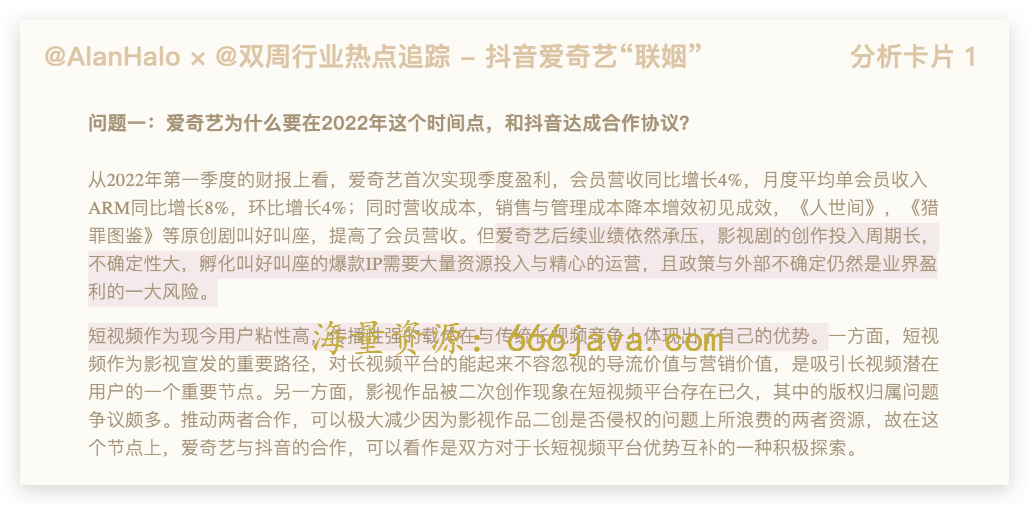 @AlanHalo × @双周行业热点追踪 – 抖音爱奇艺“联姻”
分析卡片 1
问题一：爱奇艺为什么要在2022年这个时间点，和抖音达成合作协议？
从2022年第一季度的财报上看，爱奇艺首次实现季度盈利，会员营收同比增长4%，月度平均单会员收入
ARM同比增长8%，环比增长4%；同时营收成本，销售与管理成本降本增效初见成效，《人世间》，《猎
罪图鉴》等原创剧叫好叫座，提高了会员营收。但爱奇艺后续业绩依然承压，影视剧的创作投入周期长，
不确定性大，孵化叫好叫座的爆款IP需要大量资源投入与精心的运营，且政策与外部不确定仍然是业界盈
利的一大风险。
短视频作为现今用户粘性高，传播性强的载体在与传统长视频竞争上体现出了自己的优势。一方面，短视
海量资源：666java.com
频作为影视宣发的重要路径，对长视频平台的能起来不容忽视的导流价值与营销价值，是吸引长视频潜在
用户的一个重要节点。另一方面，影视作品被二次创作现象在短视频平台存在已久，其中的版权归属问题
争议颇多。推动两者合作，可以极大减少因为影视作品二创是否侵权的问题上所浪费的两者资源，故在这
个节点上，爱奇艺与抖音的合作，可以看作是双方对于长短视频平台优势互补的一种积极探索。